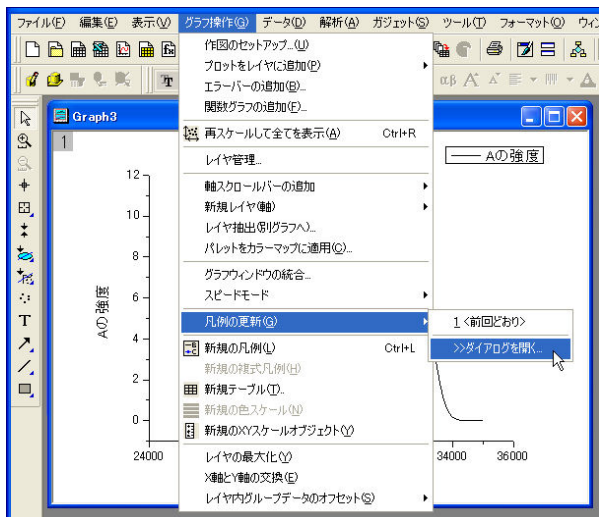 ファイル(F) 編集(E) 表示(V) グラフ操作(G) データ(D) 解析(A) ガジェット(S) ツール(T) フォーマット(O) ウィン
作図のセットアップ...(U)
プロットをレイヤに追加(P)
エラーバーの追加(B)...
関数グラフの追加(F)...
再スケールして全てを表示(A) Ctrl+R
レイヤ管理...
軸スクロールバーの追加
新規レイヤ(軸)
レイヤ抽出(別グラフへ)...
パレットをカラーマップに適用(C)...
グラフウィンドウの統合...
スピードモード
凡例の更新(G)
1 <前回どおり>
>>ダイアログを開く...
新規の凡例(L) Ctrl+L
新規の複式凡例(H)
新規テーブル(T)...
新規の色スケール(N)
新規のXYスケールオブジェクト(Y)
レイヤの最大化(Y)
X軸とY軸の交換(E)
レイヤ内グループデータのオフセット(S)
Graph3
1
Aの強度
Aの強度
12
10
8
6
4
2
0
24000 34000 36000
T
αβ A A